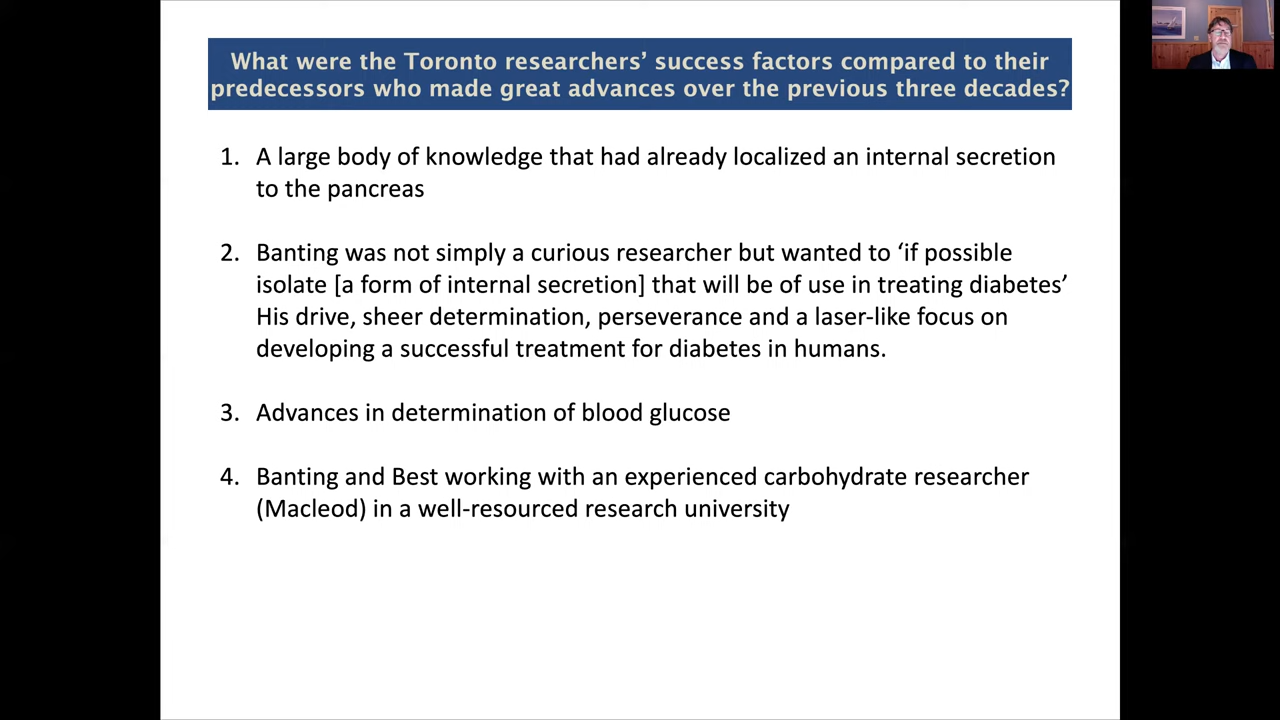 What were the Toronto researchers’ success factors compared to their
predecessors who made great advances over the previous three decades?
1. A large body of knowledge that had already localized an internal secretion
to the pancreas
2. Banting was not simply a curious researcher but wanted to ‘if possible
isolate [a form of internal secretion] that will be of use in treating diabetes’
His drive, sheer determination, perseverance and a laser-like focus on
developing a successful treatment for diabetes in humans.
3. Advances in determination of blood glucose
4. Banting and Best working with an experienced carbohydrate researcher
(Macleod) in a well-resourced research university